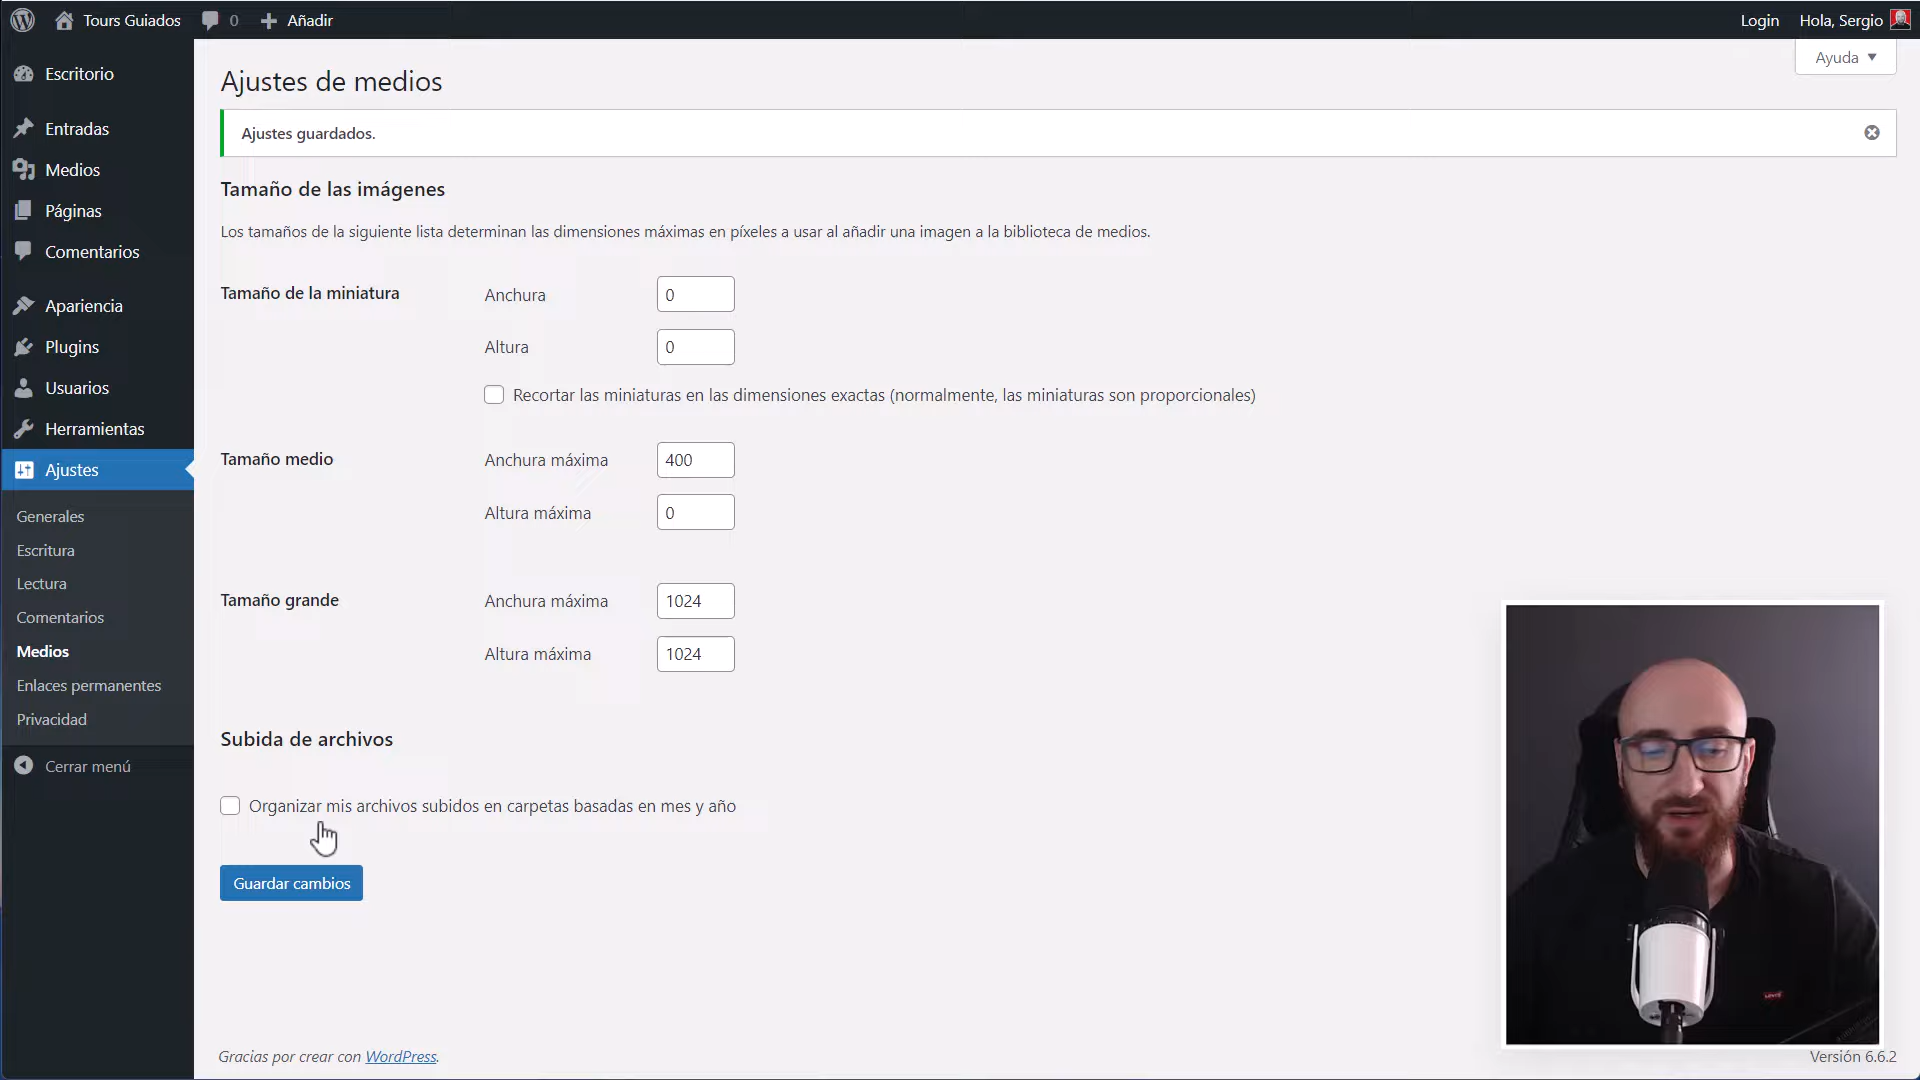 Tours Guiados
0
Añadir
Login
Hola, Sergio
Ayuda
Escritorio
Entradas
Medios
Páginas
Comentarios
Apariencia
Plugins
Usuarios
Herramientas
Ajustes
Generales
Escritura
Lectura
Comentarios
Medios
Enlaces permanentes
Privacidad
Cerrar menú
Ajustes de medios
Ajustes guardados.
Tamaño de las imágenes
Los tamaños de la siguiente lista determinan las dimensiones máximas en píxeles a usar al añadir una imagen a la biblioteca de medios.
Tamaño de la miniatura
Anchura 0
Altura 0
Recortar las miniaturas en las dimensiones exactas (normalmente, las miniaturas son proporcionales)
Tamaño medio
Anchura máxima 400
Altura máxima 0
Tamaño grande
Anchura máxima 1024
Altura máxima 1024
Subida de archivos
Organizar mis archivos subidos en carpetas basadas en mes y año
Guardar cambios
Gracias por crear con WordPress.
Versión 6.6.2